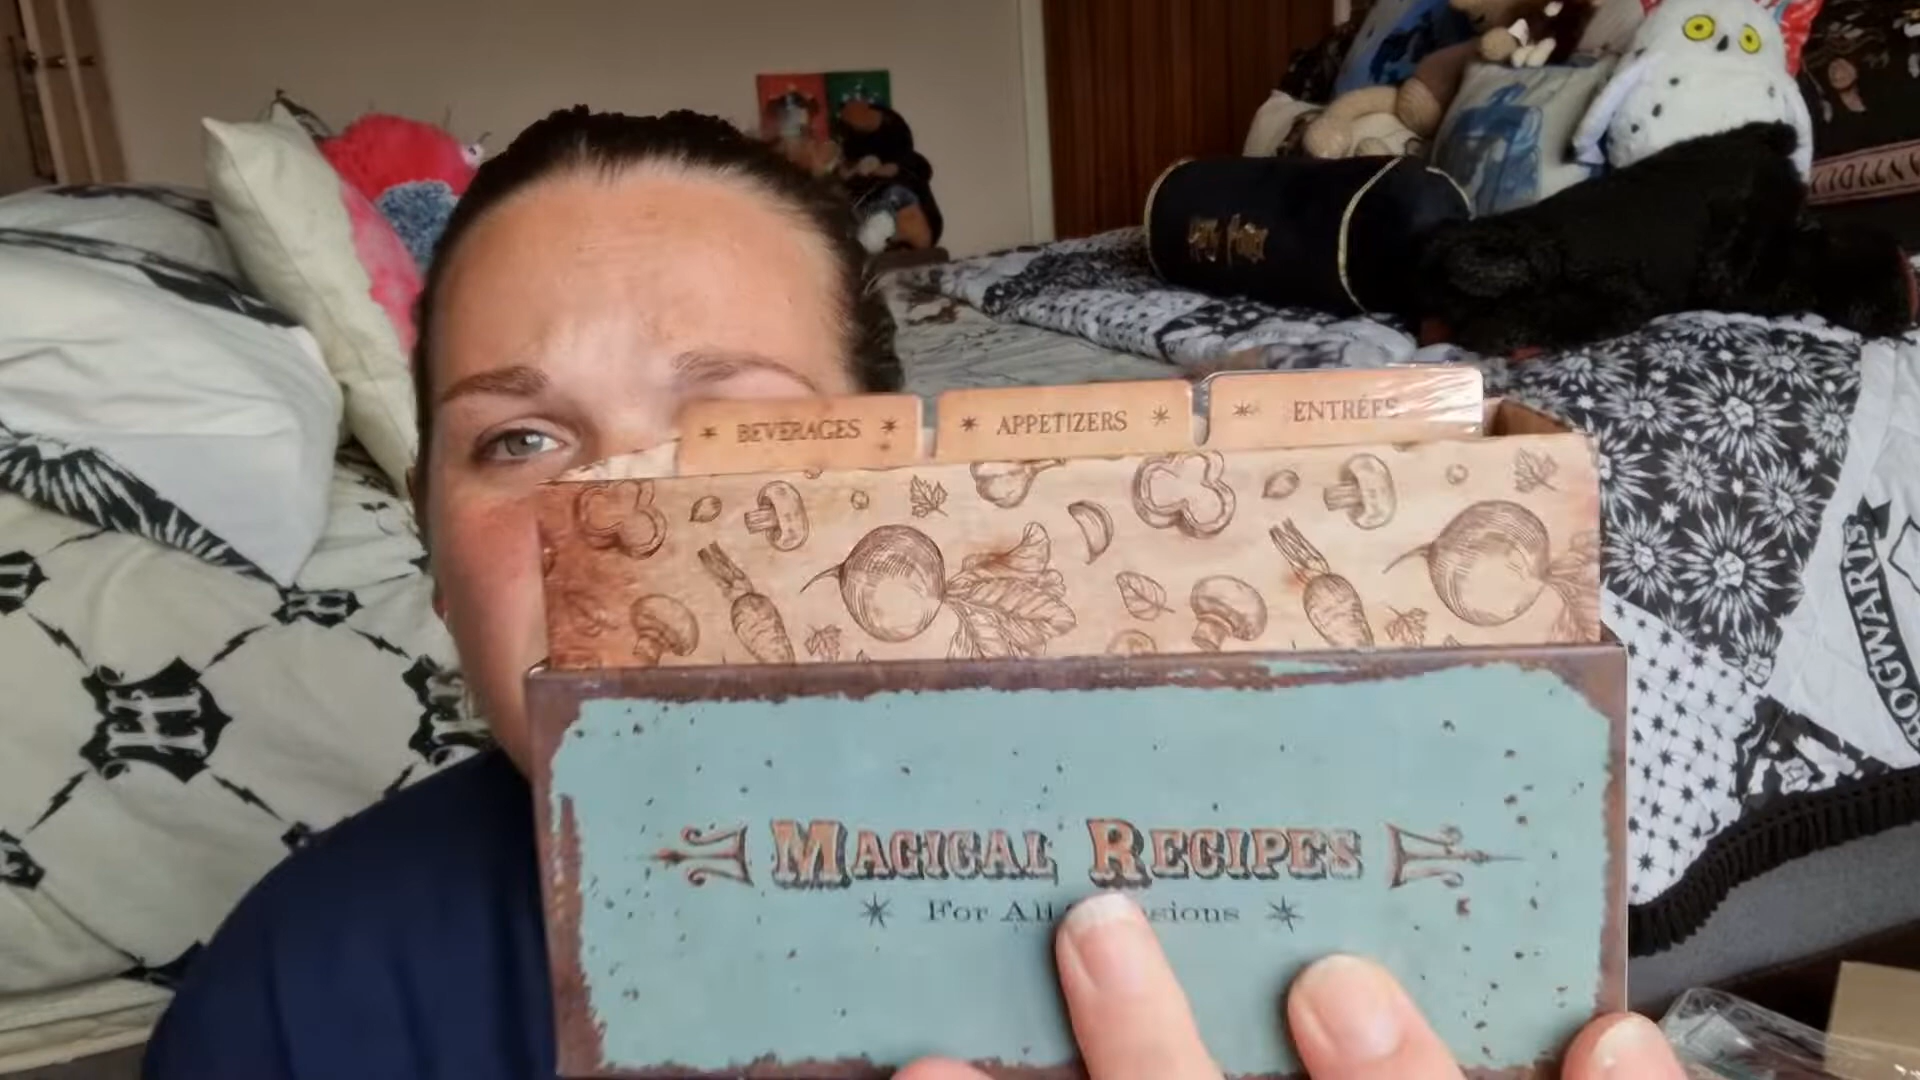 BEVERAGES
APPETIZERS
ENTRÉES
MAGICAL RECIPES
For All
HOGWARTS
H
H